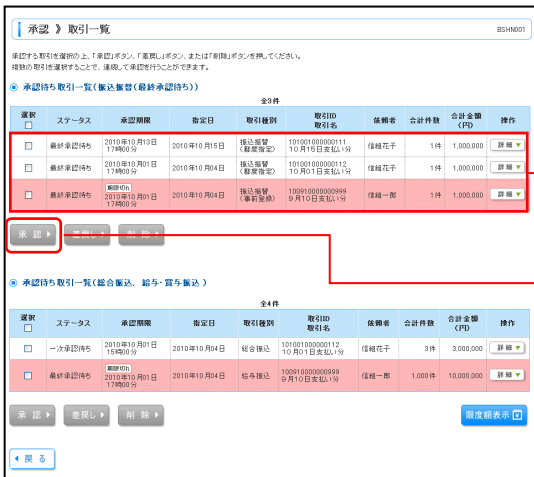 承認 》 取引一覧
BSHN001
承認する取引を選択の上、「承認」ボタン、「差戻し」ボタン、または「削除」ボタンを押してください。
複数の取引を選択することで、連続して承認を行うことができます。
承認待ち取引一覧(振込振替(最終承認待ち))
全3件
選択 ステータス 承認期限 指定日 取引種別 取引ID 取引名 依頼者 合計件数 合計金額(円) 操作
最終承認待ち 2010年10月13日 17時00分 2010年10月15日 振込振替(都度指定) 101001000000111 10月15日支払い分 信組花子 1件 1,000,000 詳細
最終承認待ち 2010年10月01日 17時00分 2010年10月04日 振込振替(都度指定) 101001000000112 10月01日支払い分 信組花子 1件 1,000,000 詳細
最終承認待ち 期限切れ 2010年10月01日 17時00分 2010年10月04日 振込振替(事前登録) 100910000000999 9月10日支払い分 信組一郎 1件 1,000,000 詳細
承認 差戻し 削除
承認待ち取引一覧(総合振込、給与・賞与振込)
全4件
選択 ステータス 承認期限 指定日 取引種別 取引ID 取引名 依頼者 合計件数 合計金額(円) 操作
一次承認待ち 2010年10月01日 15時00分 2010年10月04日 総合振込 101001000000112 10月01日支払い分 信組花子 3件 3,000,000 詳細
最終承認待ち 期限切れ 2010年10月01日 17時00分 2010年10月04日 給与振込 100910000000999 9月10日支払い分 信組一郎 1,000件 10,000,000 詳細
承認 差戻し 削除 限度額表示
戻る